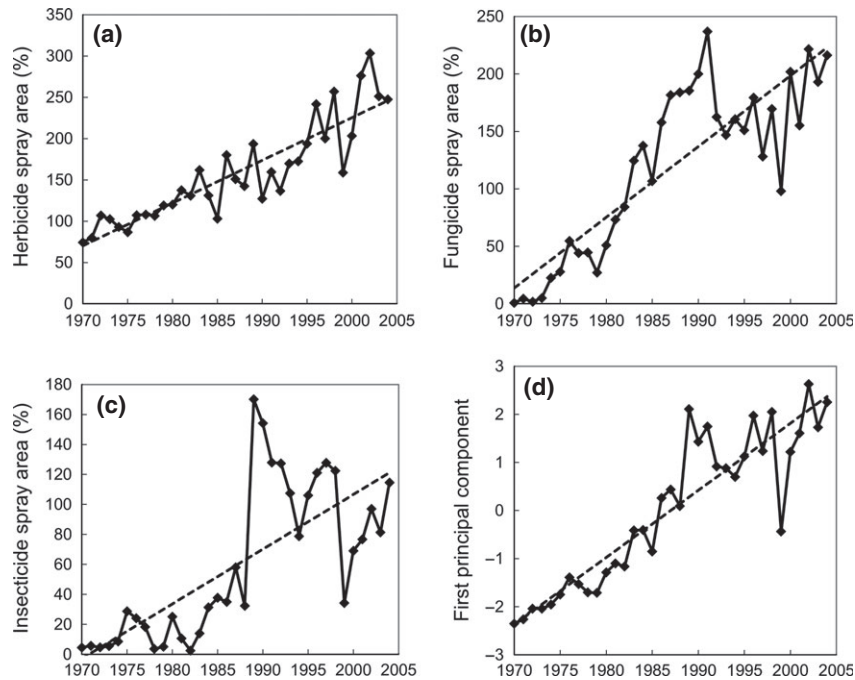 (a)
Herbicide spray area (%)
350
300
250
200
150
100
50
0
1970 1975 1980 1985 1990 1995 2000 2005
(b)
Fungicide spray area (%)
250
200
150
100
50
0
1970 1975 1980 1985 1990 1995 2000 2005
(c)
Insecticide spray area (%)
180
160
140
120
100
80
60
40
20
0
1970 1975 1980 1985 1990 1995 2000 2005
(d)
First principal component
3
2
1
0
–1
–2
–3
1970 1975 1980 1985 1990 1995 2000 2005